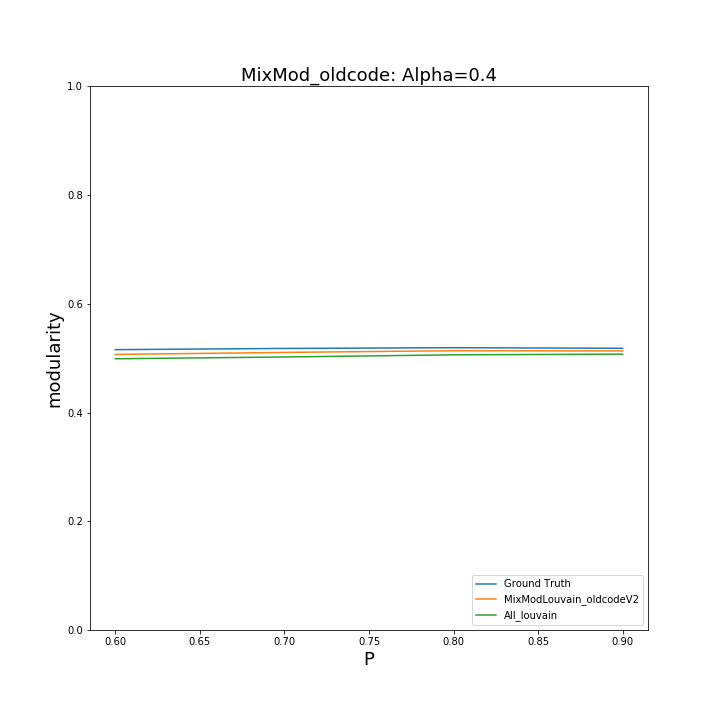 MixMod_oldcode: Alpha=0.4
1.0
0.8
0.6
0.4
0.2
0.0
modularity
0.60
0.65
0.70
0.75
0.80
0.85
0.90
P
Ground Truth
MixModLouvain_oldcodeV2
All_louvain